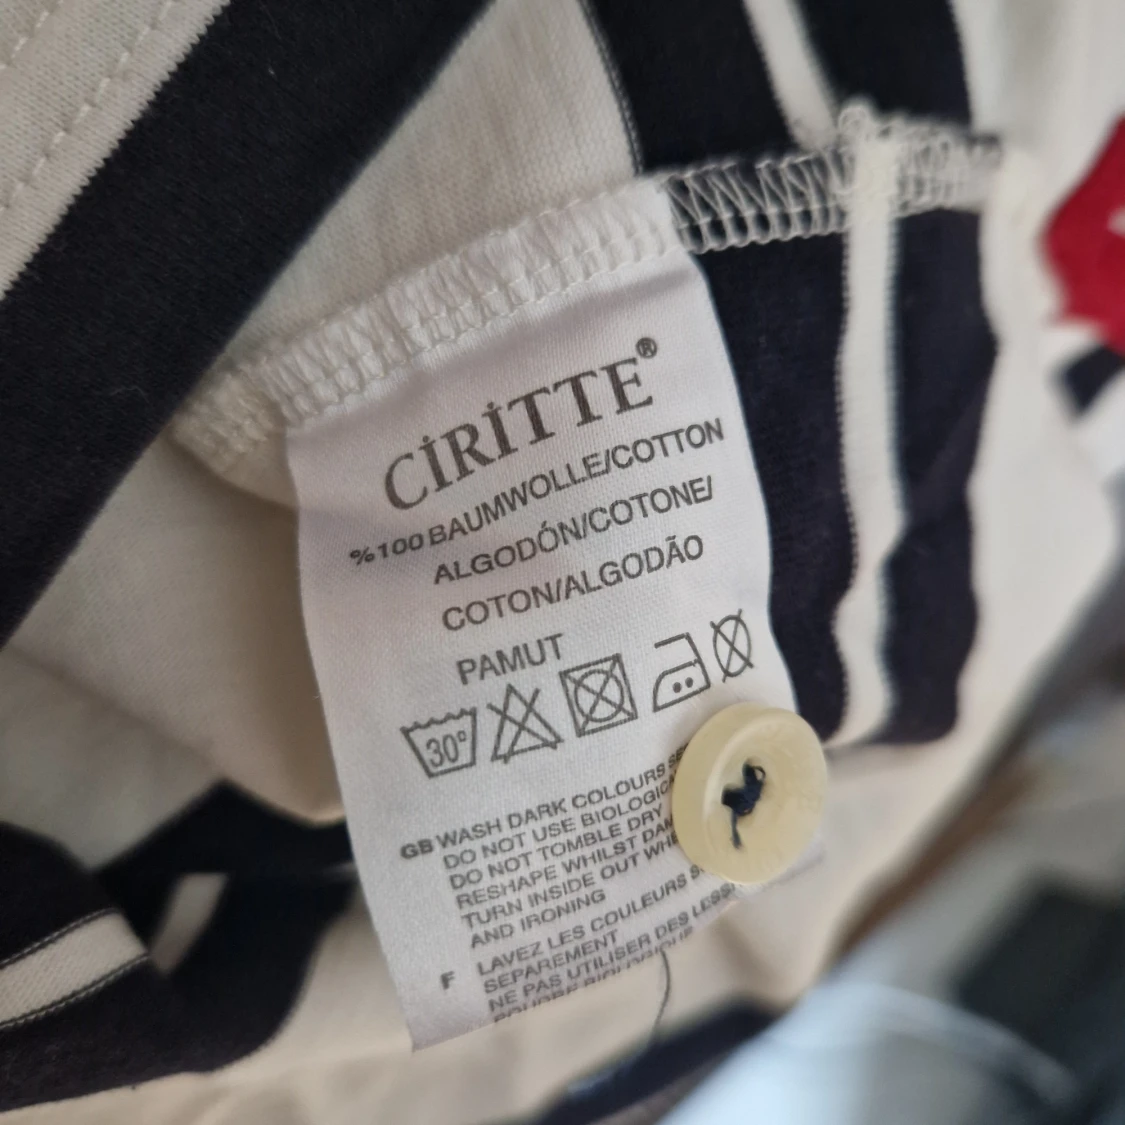 CİRİTTE®
%100 BAUMWOLLE/COTTON
ALGODÓN/COTONE/
COTON/ALGODÃO
PAMUT
30°
GB WASH DARK COLOURS
DO NOT USE
DO NOT TOMBLE DRY
RESHAPE WHILST
TURN INSIDE OUT
AND IRONING
F LAVEZ LES COULEURS
SEPAREMENT
NE PAS UTILISER DES